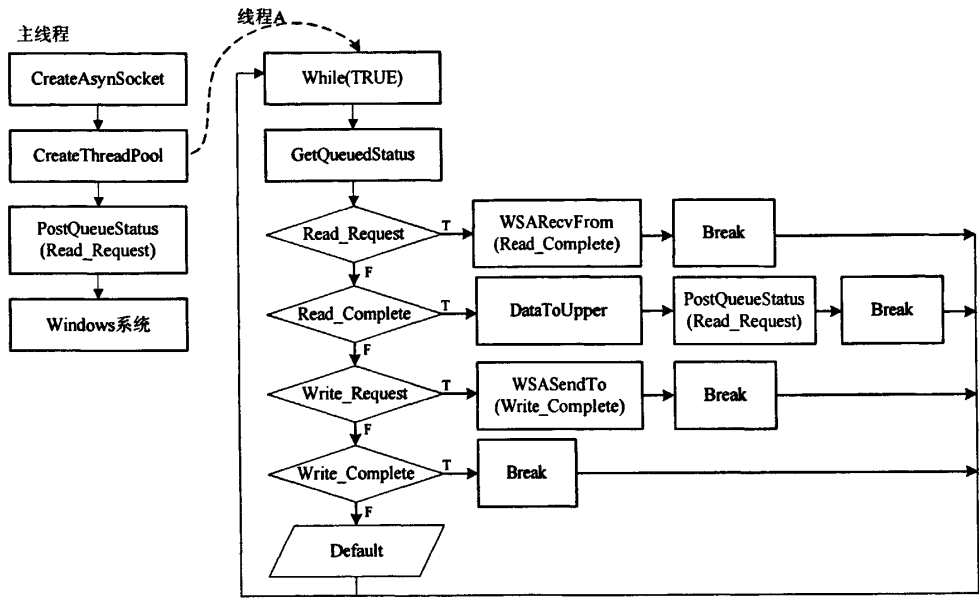 主线程
线程A
CreateAsynSocket
CreateThreadPool
PostQueueStatus
(Read_Request)
Windows系统
While(TRUE)
GetQueuedStatus
Read_Request
T
WSARecvFrom
(Read_Complete)
Break
F
Read_Complete
T
DataToUpper
PostQueueStatus
(Read_Request)
Break
F
Write_Request
T
WSASendTo
(Write_Complete)
Break
F
Write_Complete
T
Break
F
Default